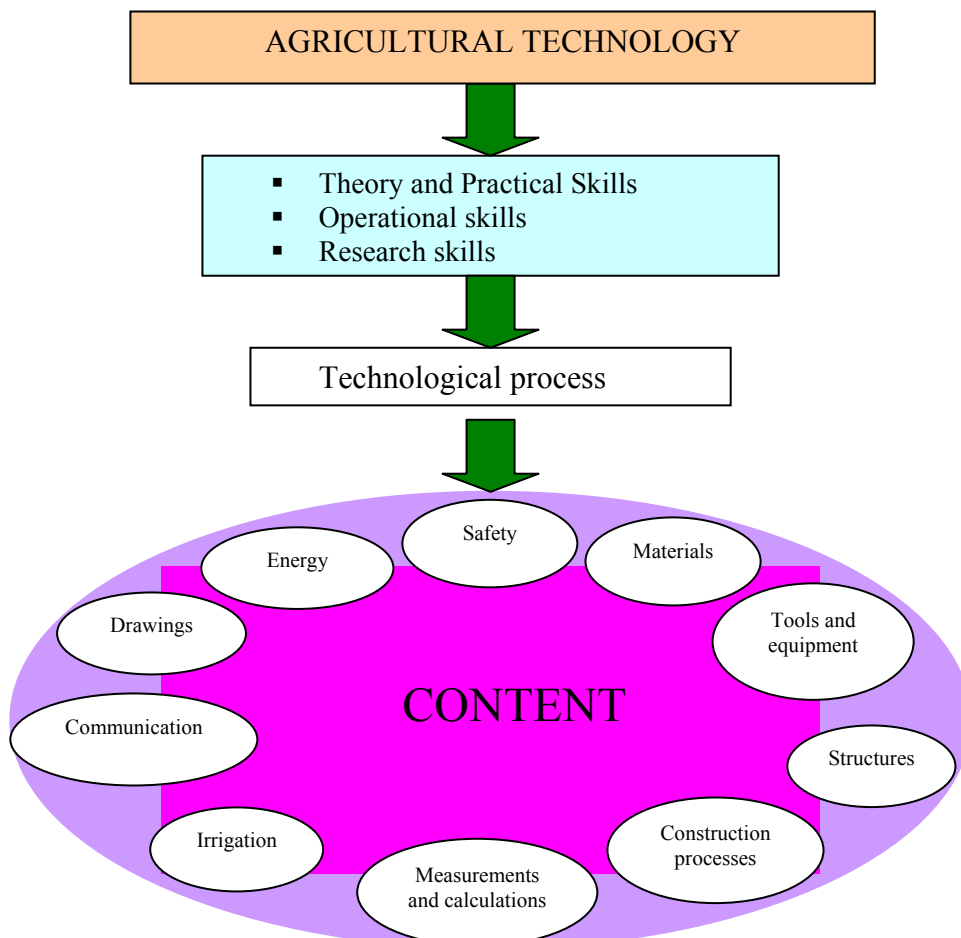 AGRICULTURAL TECHNOLOGY
▪ Theory and Practical Skills
▪ Operational skills
▪ Research skills
Technological process
Safety
Energy
Materials
Drawings
Tools and
equipment
CONTENT
Communication
Structures
Irrigation
Construction
processes
Measurements
and calculations